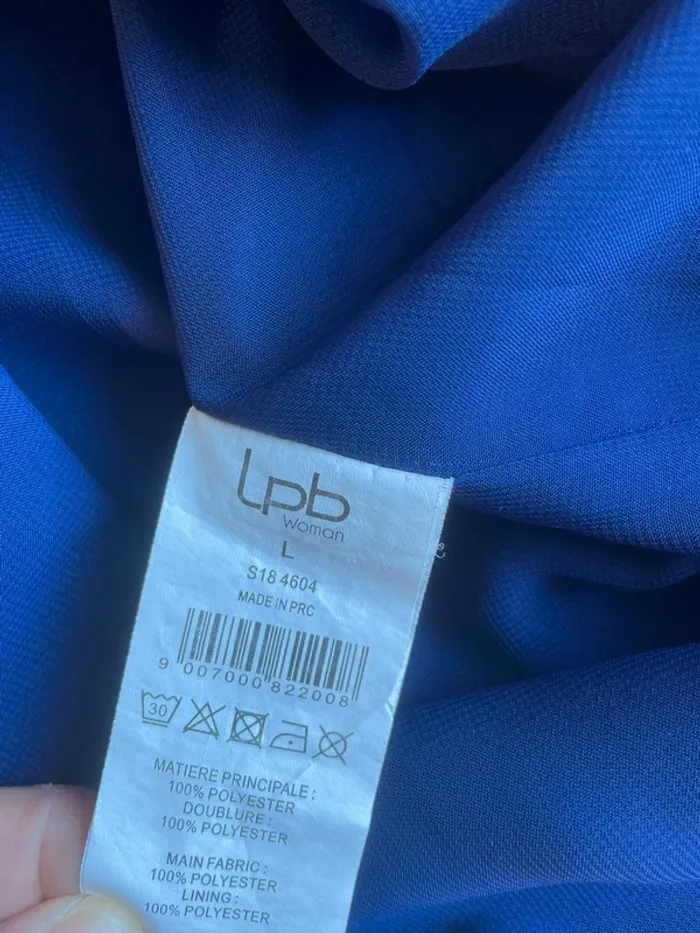 Lpb
Woman
L
S18 4604
MADE IN PRC
9 007000 822008
30
MATIERE PRINCIPALE :
100% POLYESTER
DOUBLURE :
100% POLYESTER
MAIN FABRIC :
100% POLYESTER
LINING :
100% POLYESTER